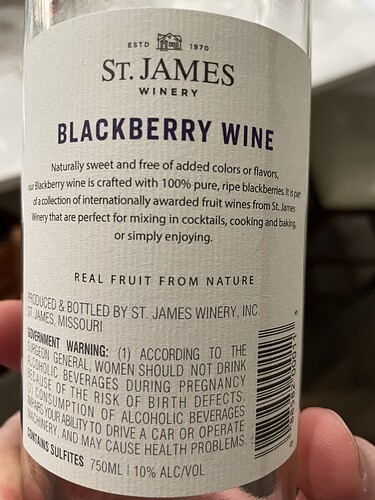 ESTD 1970
ST. JAMES
WINERY
BLACKBERRY WINE
Naturally sweet and free of added colors or flavors,
our Blackberry wine is crafted with 100% pure, ripe blackberries. It is part
of a collection of internationally awarded fruit wines from St. James
Winery that are perfect for mixing in cocktails, cooking and baking,
or simply enjoying.
REAL FRUIT FROM NATURE
PRODUCED & BOTTLED BY ST. JAMES WINERY, INC.
ST. JAMES, MISSOURI
GOVERNMENT WARNING: (1) ACCORDING TO THE
SURGEON GENERAL, WOMEN SHOULD NOT DRINK
ALCOHOLIC BEVERAGES DURING PREGNANCY
BECAUSE OF THE RISK OF BIRTH DEFECTS.
CONSUMPTION OF ALCOHOLIC BEVERAGES
IMPAIRS YOUR ABILITY TO DRIVE A CAR OR OPERATE
MACHINERY, AND MAY CAUSE HEALTH PROBLEMS.
CONTAINS SULFITES 750ML | 10% ALC/VOL